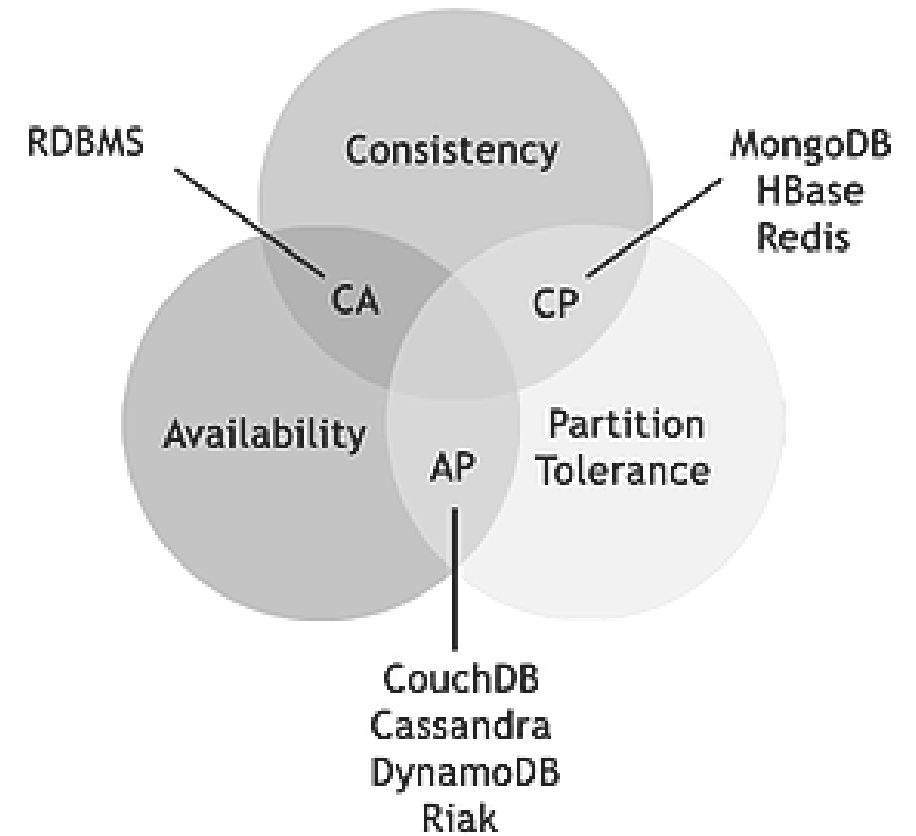 Consistency
RDBMS
MongoDB
HBase
Redis
CA
CP
Availability
Partition
Tolerance
AP
CouchDB
Cassandra
DynamoDB
Riak